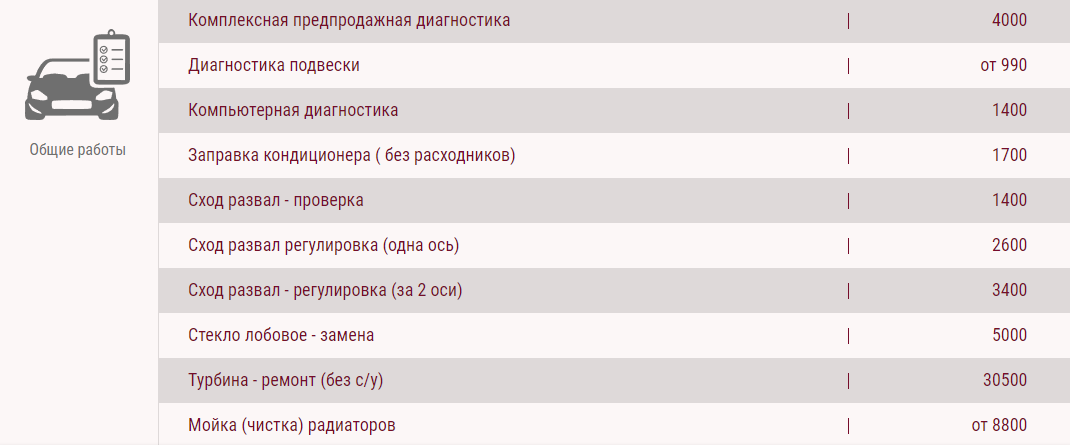 Комплексная предпродажная диагностика | 4000
Диагностика подвески | от 990
Компьютерная диагностика | 1400
Общие работы
Заправка кондиционера ( без расходников) | 1700
Сход развал - проверка | 1400
Сход развал регулировка (одна ось) | 2600
Сход развал - регулировка (за 2 оси) | 3400
Стекло лобовое - замена | 5000
Турбина - ремонт (без с/у) | 30500
Мойка (чистка) радиаторов | от 8800